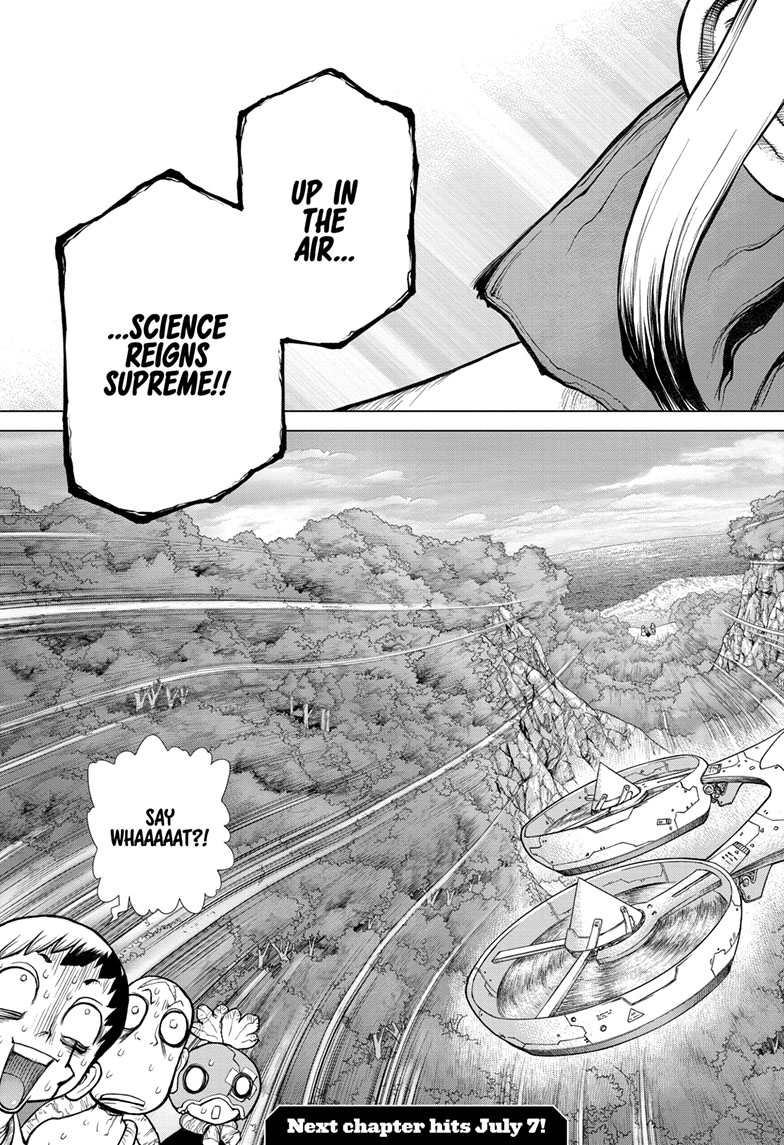 UP IN
THE
AIR...
...SCIENCE
REIGNS
SUPREME!!
SAY
WHAAAAAT?!
Next chapter hits July 7!